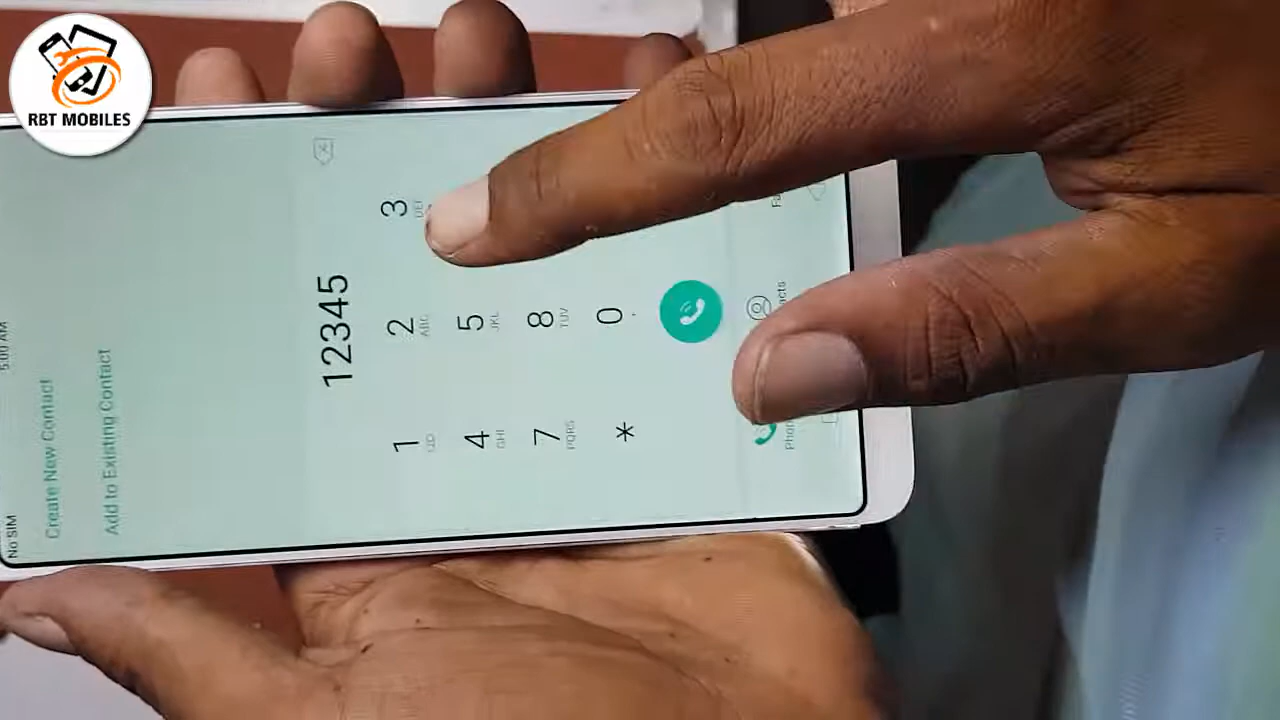 RBT MOBILES
No SIM
5:00 AM
Create New Contact
Add to Existing Contact
12345
1
2 ABC
3 DEF
4 GHI
5 JKL
7 PQRS
8 TUV
*
0